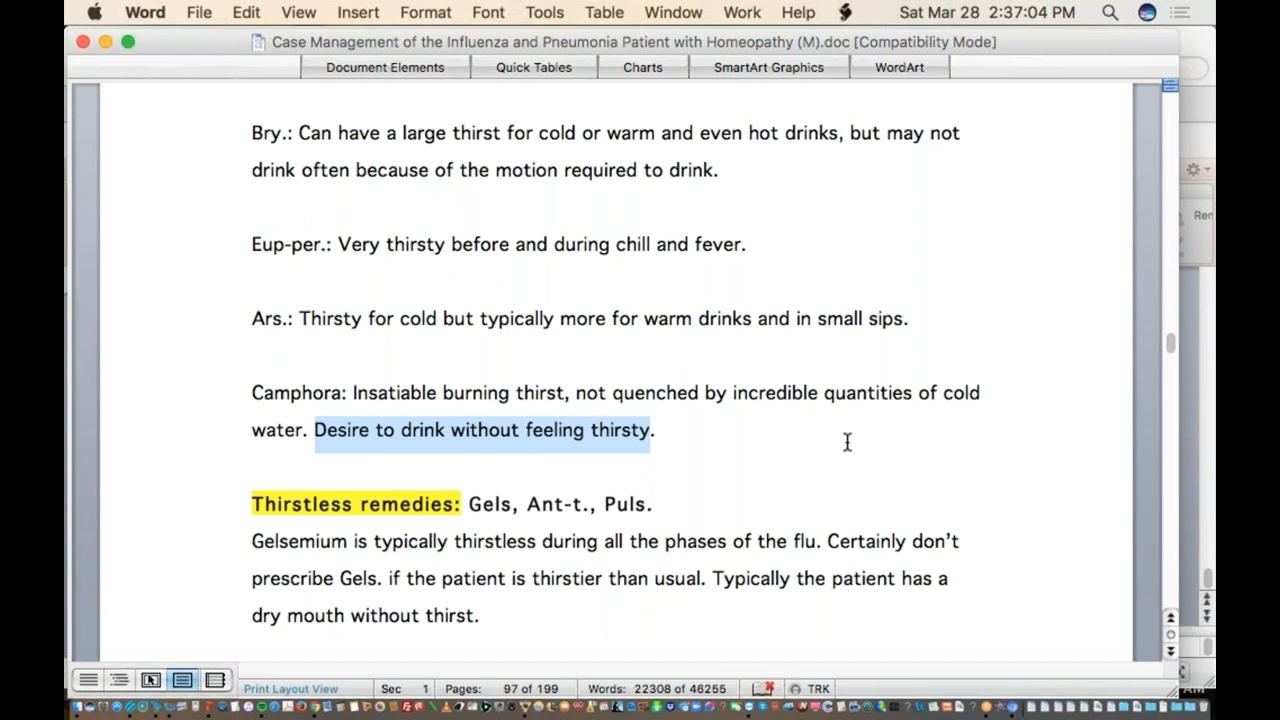 Word File Edit View Insert Format Font Tools Table Window Work Help Sat Mar 28 2:37:04 PM
Case Management of the Influenza and Pneumonia Patient with Homeopathy (M).doc [Compatibility Mode]
Document Elements Quick Tables Charts SmartArt Graphics WordArt
Bry.: Can have a large thirst for cold or warm and even hot drinks, but may not
drink often because of the motion required to drink.
Eup-per.: Very thirsty before and during chill and fever.
Ars.: Thirsty for cold but typically more for warm drinks and in small sips.
Camphora: Insatiable burning thirst, not quenched by incredible quantities of cold
water. Desire to drink without feeling thirsty.
Thirstless remedies: Gels, Ant-t., Puls.
Gelsemium is typically thirstless during all the phases of the flu. Certainly don’t
prescribe Gels. if the patient is thirstier than usual. Typically the patient has a
dry mouth without thirst.
Print Layout View Sec 1 Pages: 97 of 199 Words: 22308 of 46255 TRK
Ren
AM